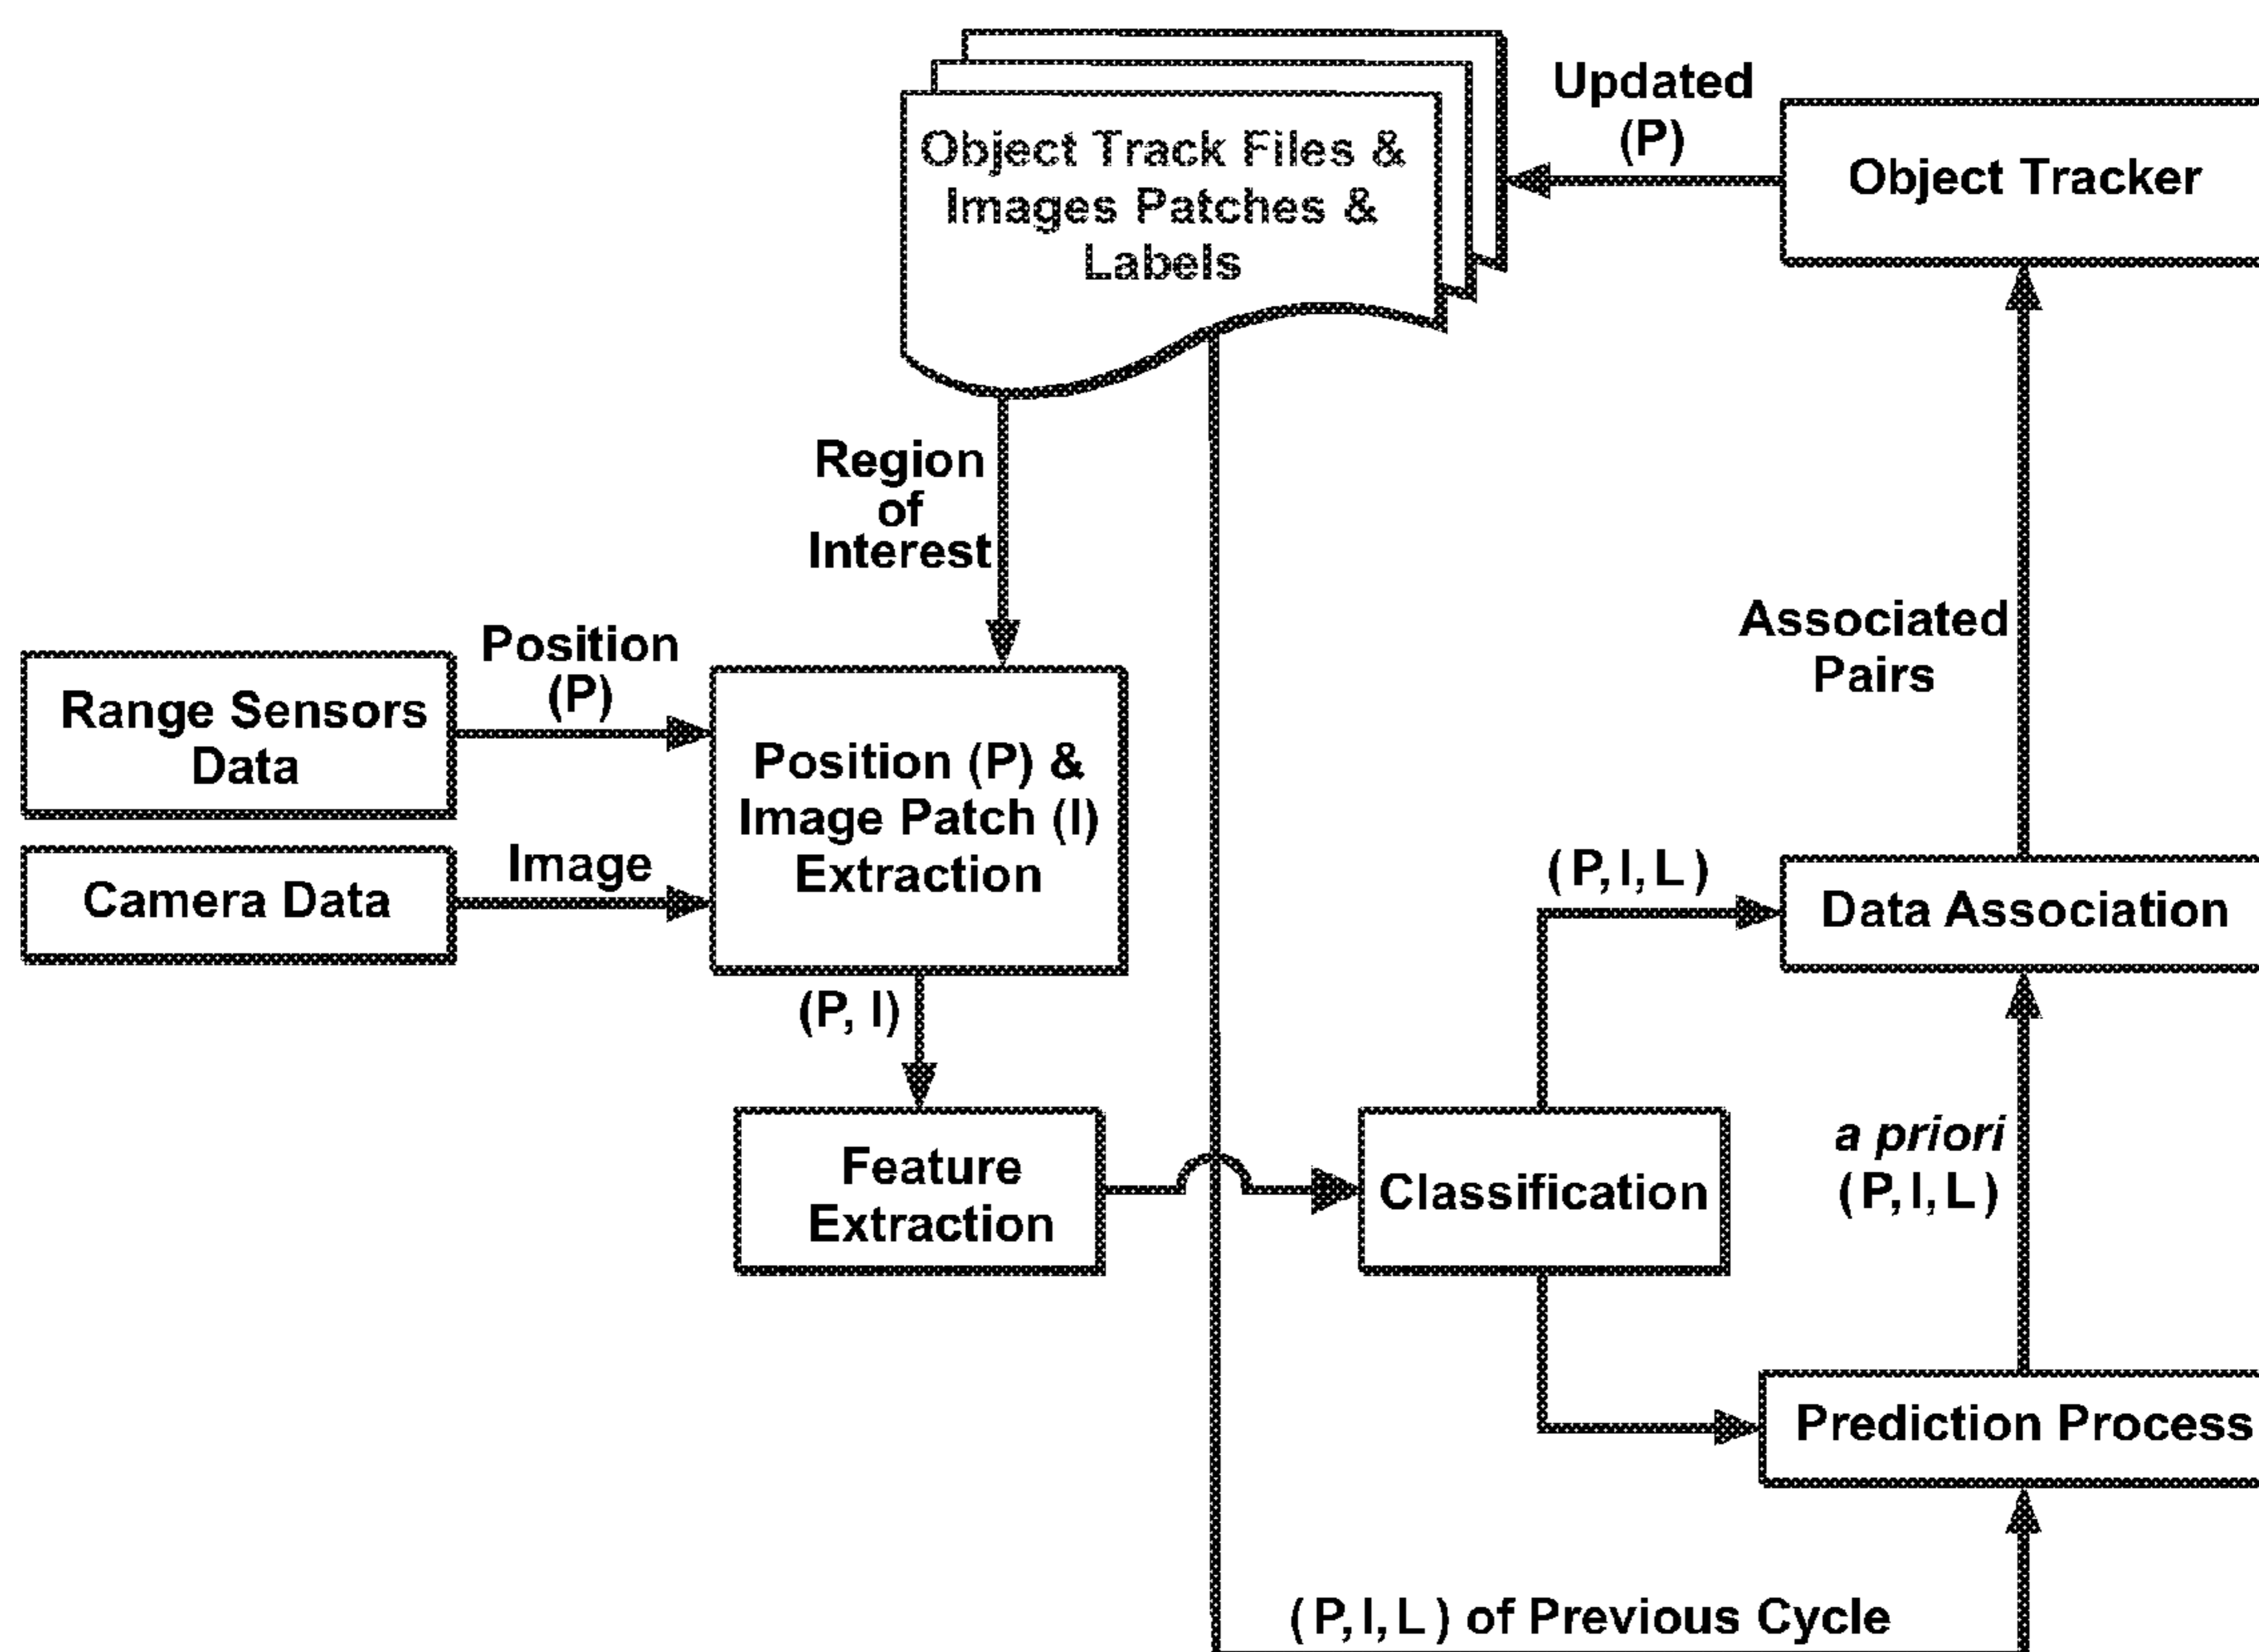 Updated
(P)
Object Track Files &
Images Patches &
Labels
Object Tracker
Region
of
Interest
Associated
Pairs
Position
(P)
Range Sensors
Data
Position (P) &
Image Patch (I)
Extraction
Image
Camera Data
(P, I, L)
Data Association
(P, I)
a priori
(P, I, L)
Feature
Extraction
Classification
Prediction Process
(P, I, L) of Previous Cycle